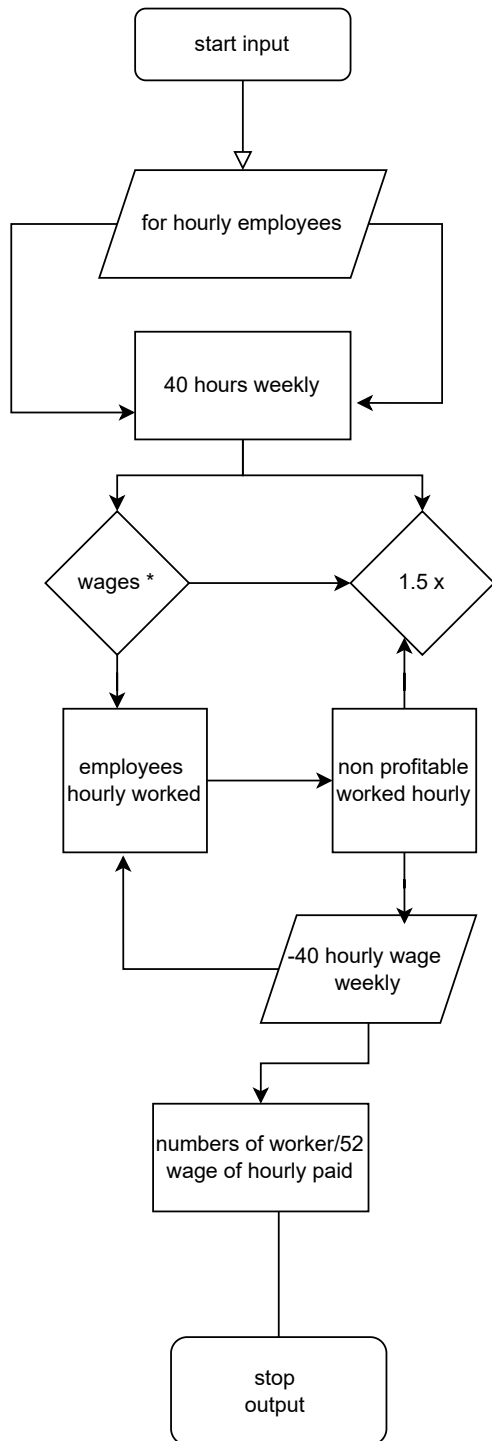 start input
for hourly employees
40 hours weekly
wages *
1.5 x
employees
hourly worked
non profitable
worked hourly
-40 hourly wage
weekly
numbers of worker/52
wage of hourly paid
stop
output